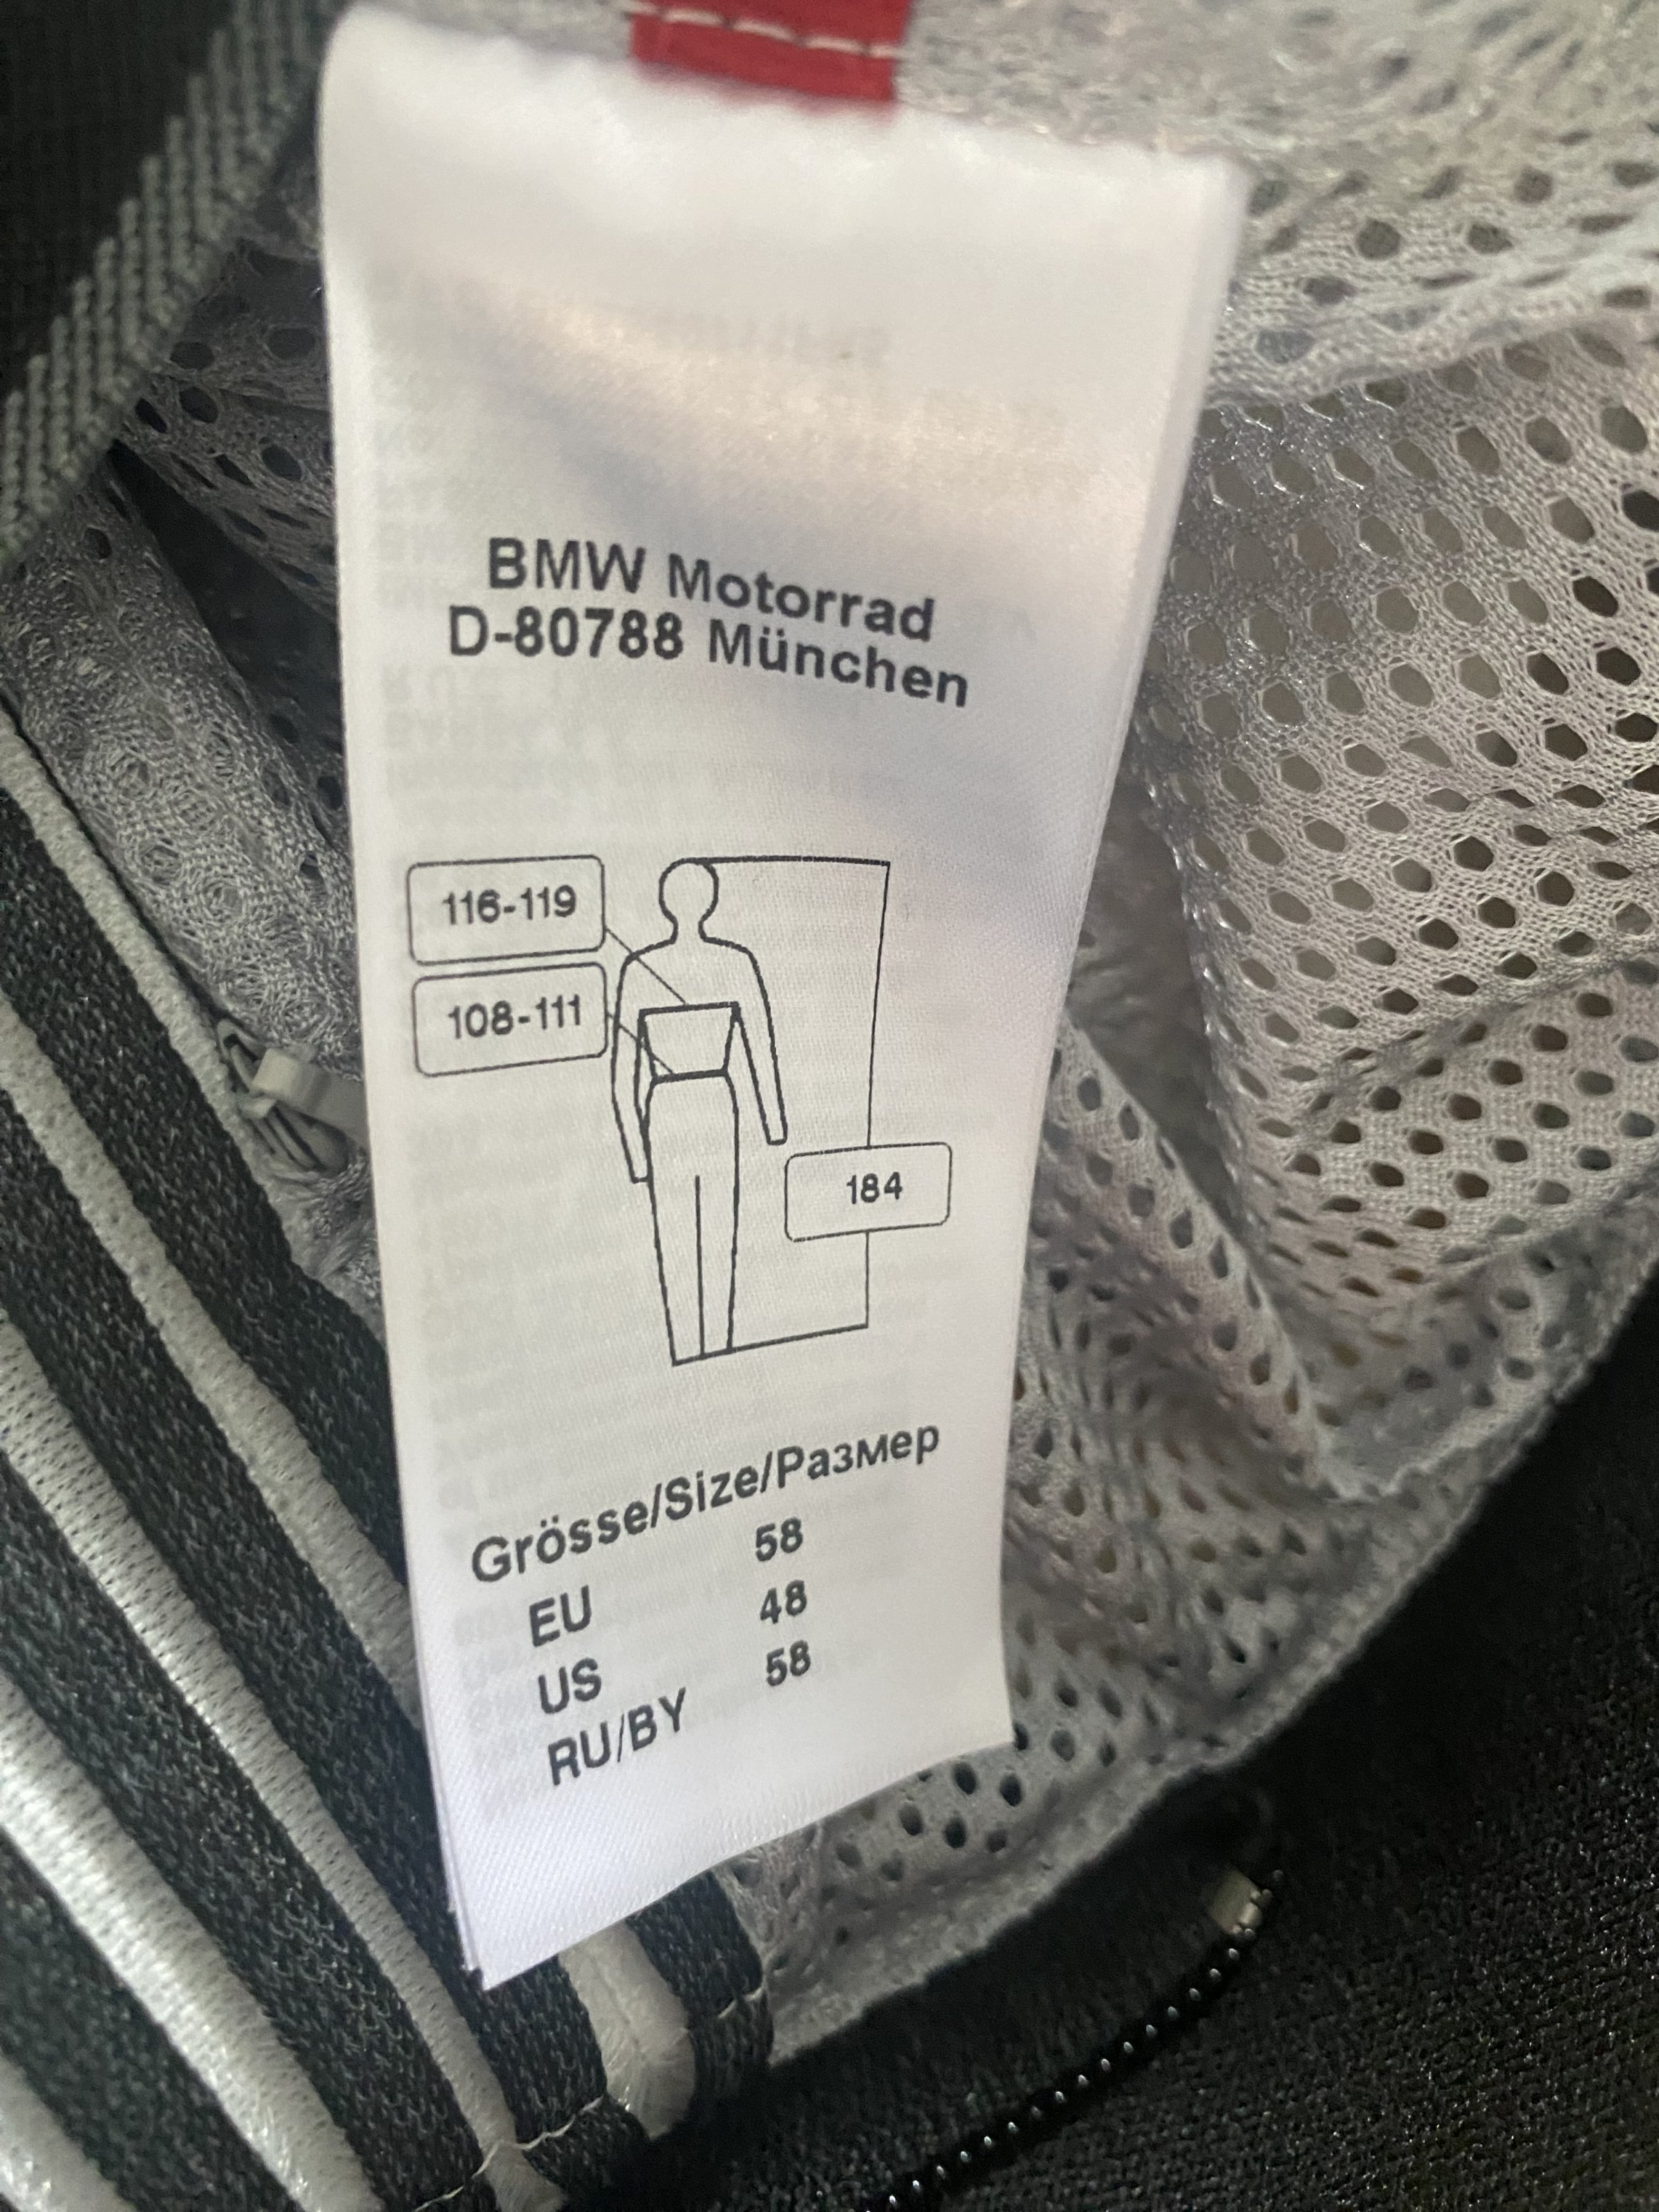 BMW Motorrad
D-80788 München
116-119
108-111
184
Grösse/Size/Размер
EU 58
US 48
RU/BY 58